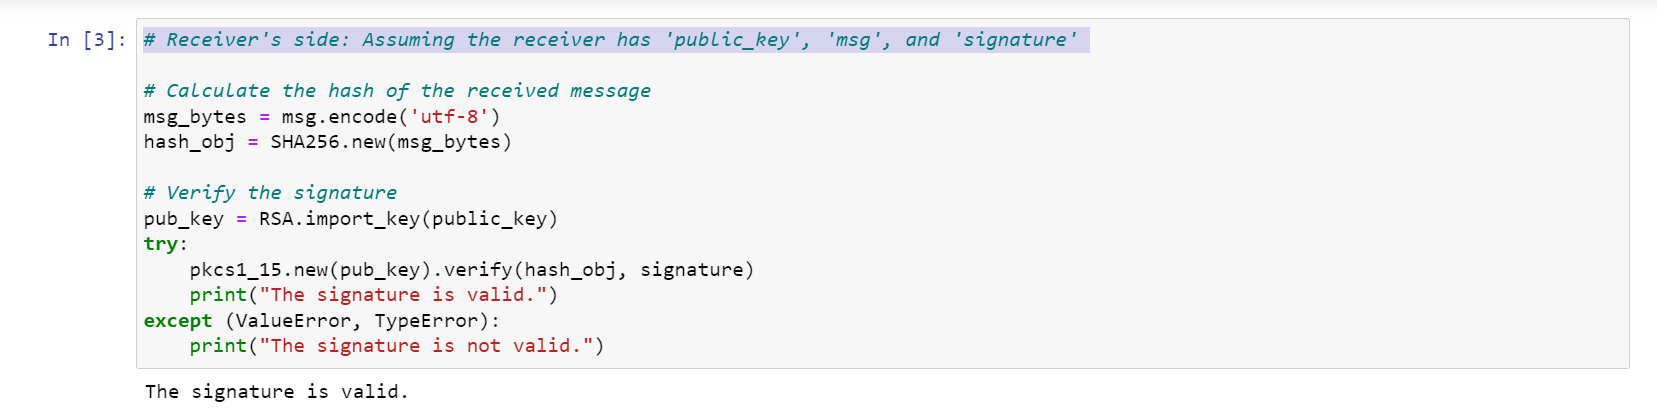 In [3]: # Receiver's side: Assuming the receiver has 'public_key', 'msg', and 'signature'
# Calculate the hash of the received message
msg_bytes = msg.encode('utf-8')
hash_obj = SHA256.new(msg_bytes)
# Verify the signature
pub_key = RSA.import_key(public_key)
try:
    pkcs1_15.new(pub_key).verify(hash_obj, signature)
    print("The signature is valid.")
except (ValueError, TypeError):
    print("The signature is not valid.")
The signature is valid.